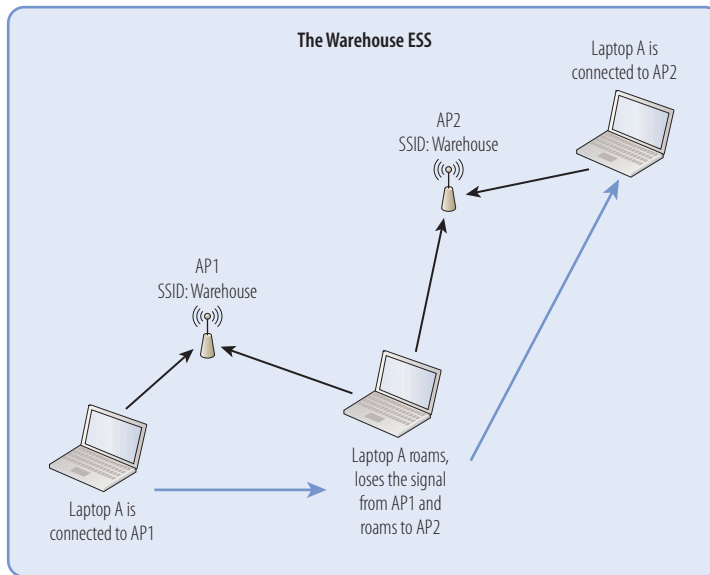 The Warehouse ESS
Laptop A is
connected to AP2
AP2
SSID: Warehouse
AP1
SSID: Warehouse
Laptop A is
connected to AP1
Laptop A roams,
loses the signal
from AP1 and
roams to AP2